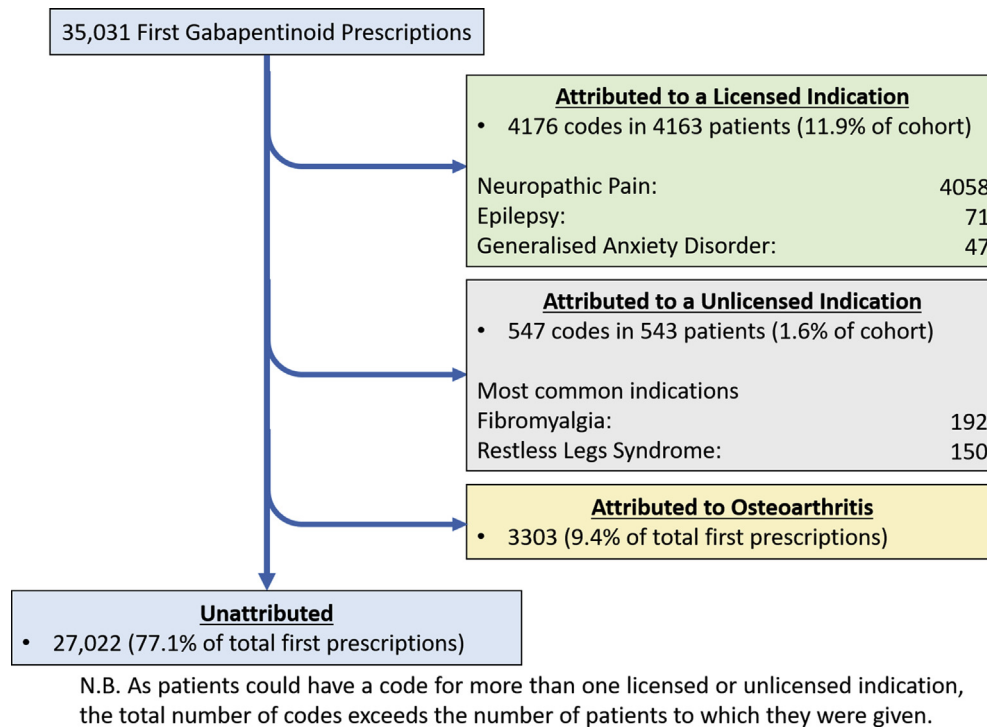 35,031 First Gabapentinoid Prescriptions
Attributed to a Licensed Indication
• 4176 codes in 4163 patients (11.9% of cohort)
Neuropathic Pain: 4058
Epilepsy: 71
Generalised Anxiety Disorder: 47
Attributed to a Unlicensed Indication
• 547 codes in 543 patients (1.6% of cohort)
Most common indications
Fibromyalgia: 192
Restless Legs Syndrome: 150
Attributed to Osteoarthritis
• 3303 (9.4% of total first prescriptions)
Unattributed
• 27,022 (77.1% of total first prescriptions)
N.B. As patients could have a code for more than one licensed or unlicensed indication,
the total number of codes exceeds the number of patients to which they were given.